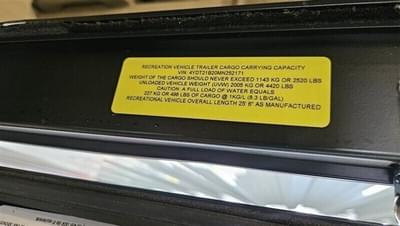 RECREATION VEHICLE TRAILER CARGO CARRYING CAPACITY
VIN: 4YDT21B20MN252171
WEIGHT OF THE CARGO SHOULD NEVER EXCEED 1143 KG OR 2520 LBS
UNLOADED VEHICLE WEIGHT (UVW) 2005 KG OR 4420 LBS
CAUTION: A FULL LOAD OF WATER EQUALS
227 KG OR 498 LBS OF CARGO @ 1KG/L (8.3 LB/GAL)
RECREATIONAL VEHICLE OVERALL LENGTH 25' 6" AS MANUFACTURED